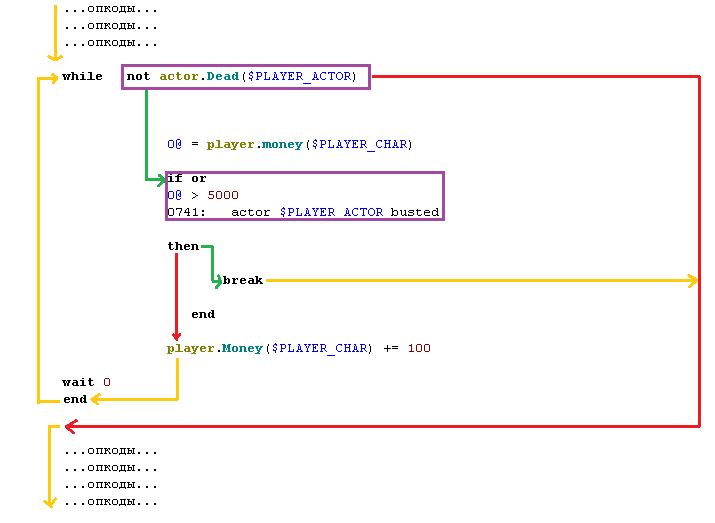 ...опкоды...
...опкоды...
...опкоды...
while not actor.Dead($PLAYER_ACTOR)
0@ = player.money($PLAYER_CHAR)
if or
0@ > 5000
0741: actor $PLAYER_ACTOR busted
then
break
end
player.Money($PLAYER_CHAR) += 100
wait 0
end
...опкоды...
...опкоды...
...опкоды...
...опкоды...